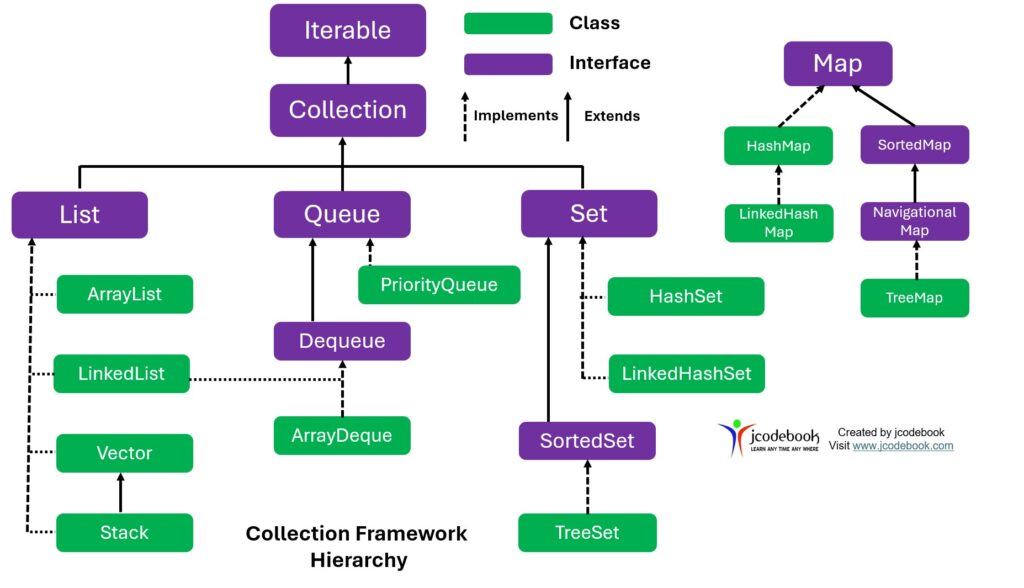 Iterable
Class
Interface
Implements
Extends
Collection
Map
HashMap
SortedMap
LinkedHash
Map
Navigational
Map
TreeMap
List
Queue
Set
ArrayList
PriorityQueue
HashSet
Dequeue
LinkedList
LinkedHashSet
ArrayDeque
SortedSet
Vector
Stack
TreeSet
Collection Framework
Hierarchy
jcodebook
LEARN ANY TIME ANY WHERE
Created by jcodebook
Visit www.jcodebook.com